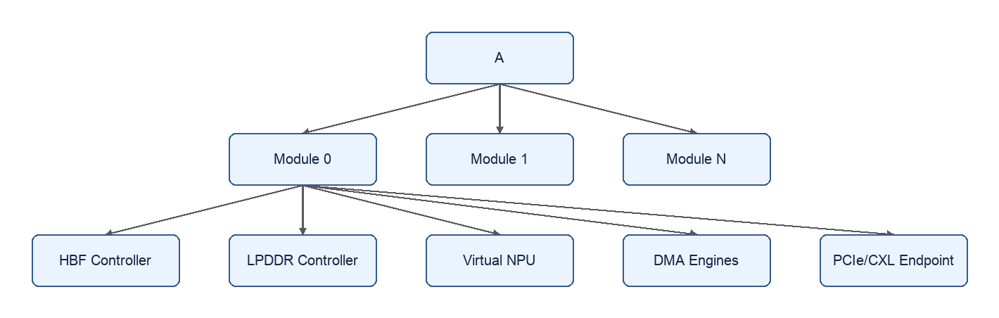 A
Module 0
Module 1
Module N
HBF Controller
LPDDR Controller
Virtual NPU
DMA Engines
PCIe/CXL Endpoint